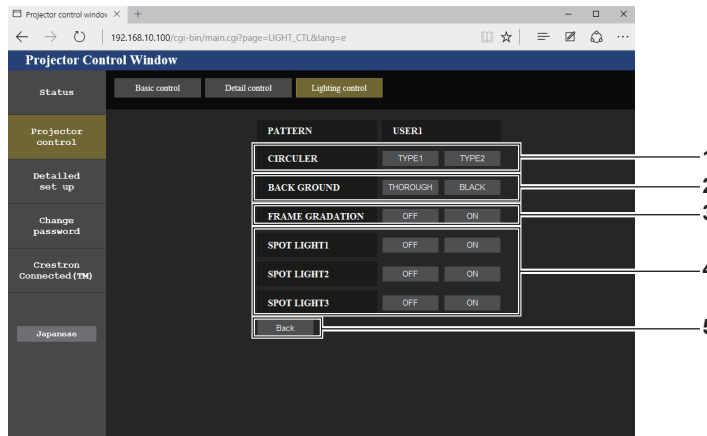 Projector control window
192.168.10.100/cgi-bin/main.cgi?page=LIGHT_CTL&lang=e
Projector Control Window
Status
Basic control
Detail control
Lighting control
Projector
control
Detailed
set up
Change
password
Crestron
Connected(TM)
Japanese
PATTERN USER1
CIRCULER TYPE1 TYPE2
1
BACK GROUND THOROUGH BLACK
2
FRAME GRADATION OFF ON
3
SPOT LIGHT1 OFF ON
SPOT LIGHT2 OFF ON
4
SPOT LIGHT3 OFF ON
Back
5